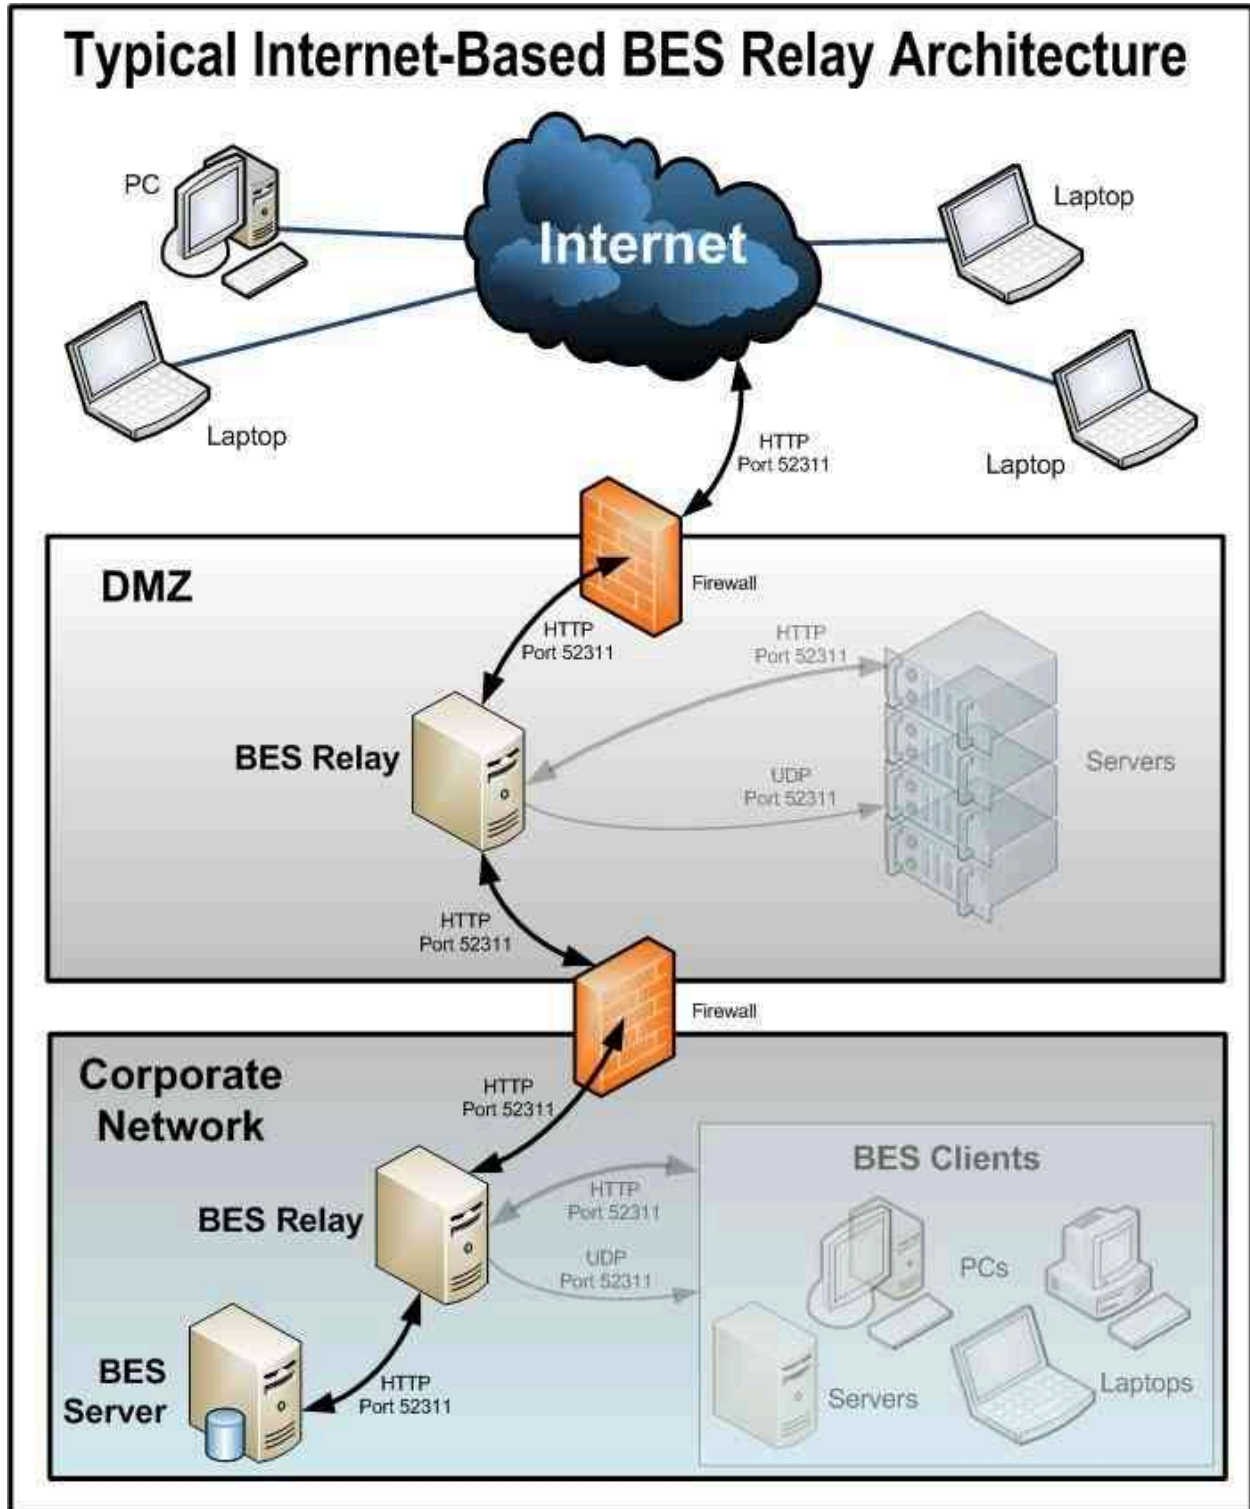 Typical Internet-Based BES Relay Architecture
PC
Internet
Laptop
Laptop
Laptop
HTTP
Port 52311
DMZ
Firewall
HTTP
Port 52311
HTTP
Port 52311
BES Relay
Servers
UDP
Port 52311
HTTP
Port 52311
Firewall
Corporate
Network
HTTP
Port 52311
BES Clients
BES Relay
HTTP
Port 52311
UDP
Port 52311
PCs
BES
Server
HTTP
Port 52311
Servers
Laptops